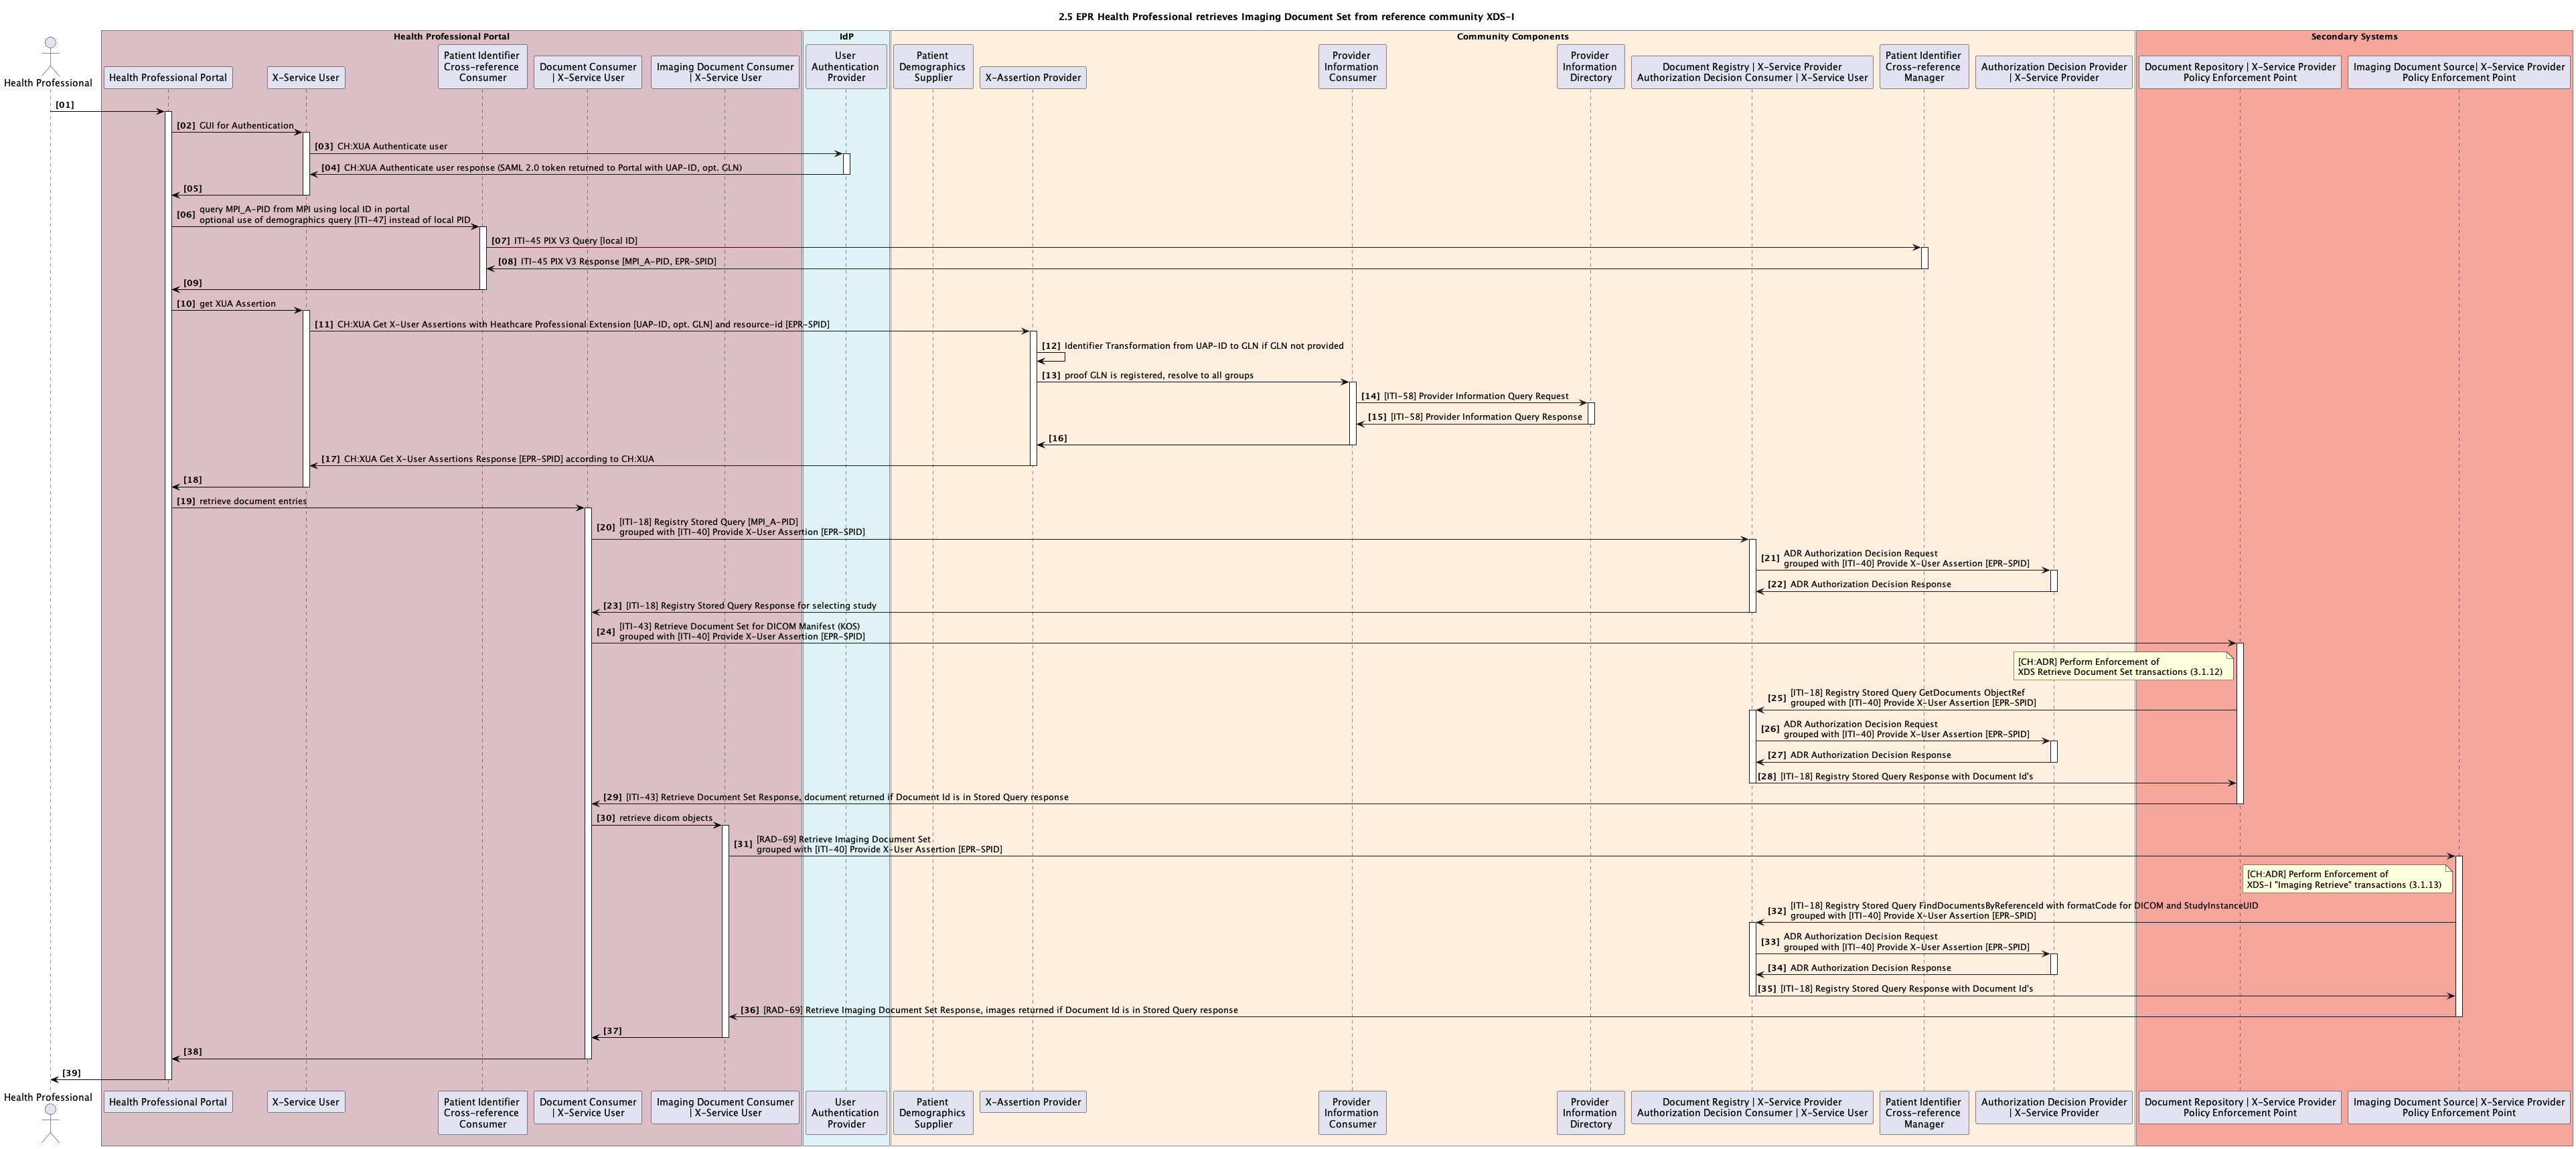 2.5 EPR Health Professional retrieves Imaging Document Set from reference community XDS-I
Health Professional Portal
IdP
Community Components
Secondary Systems
Health Professional
Health Professional Portal
X-Service User
Patient Identifier
Cross-reference
Consumer
Document Consumer
| X-Service User
Imaging Document Consumer
| X-Service User
User
Authentication
Provider
Patient
Demographics
Supplier
X-Assertion Provider
Provider
Information
Consumer
Provider
Information
Directory
Document Registry | X-Service Provider
Authorization Decision Consumer | X-Service User
Patient Identifier
Cross-reference
Manager
Authorization Decision Provider
| X-Service Provider
Document Repository | X-Service Provider
Policy Enforcement Point
Imaging Document Source| X-Service Provider
Policy Enforcement Point
[01]
[02] GUI for Authentication
[03] CH:XUA Authenticate user
[04] CH:XUA Authenticate user response (SAML 2.0 token returned to Portal with UAP-ID, opt. GLN)
[05]
[06] query MPI_A-PID from MPI using local ID in portal
optional use of demographics query [ITI-47] instead of local PID
[07] ITI-45 PIX V3 Query [local ID]
[08] ITI-45 PIX V3 Response [MPI_A-PID, EPR-SPID]
[09]
[10] get XUA Assertion
[11] CH:XUA Get X-User Assertions with Heathcare Professional Extension [UAP-ID, opt. GLN] and resource-id [EPR-SPID]
[12] Identifier Transformation from UAP-ID to GLN if GLN not provided
[13] proof GLN is registered, resolve to all groups
[14] [ITI-58] Provider Information Query Request
[15] [ITI-58] Provider Information Query Response
[16]
[17] CH:XUA Get X-User Assertions Response [EPR-SPID] according to CH:XUA
[18]
[19] retrieve document entries
[20] [ITI-18] Registry Stored Query [MPI_A-PID]
grouped with [ITI-40] Provide X-User Assertion [EPR-SPID]
[21] ADR Authorization Decision Request
grouped with [ITI-40] Provide X-User Assertion [EPR-SPID]
[22] ADR Authorization Decision Response
[23] [ITI-18] Registry Stored Query Response for selecting study
[24] [ITI-43] Retrieve Document Set for DICOM Manifest (KOS)
grouped with [ITI-40] Provide X-User Assertion [EPR-SPID]
[CH:ADR] Perform Enforcement of
XDS Retrieve Document Set transactions (3.1.12)
[25] [ITI-18] Registry Stored Query GetDocuments ObjectRef
grouped with [ITI-40] Provide X-User Assertion [EPR-SPID]
[26] ADR Authorization Decision Request
grouped with [ITI-40] Provide X-User Assertion [EPR-SPID]
[27] ADR Authorization Decision Response
[28] [ITI-18] Registry Stored Query Response with Document Id's
[29] [ITI-43] Retrieve Document Set Response, document returned if Document Id is in Stored Query response
[30] retrieve dicom objects
[31] [RAD-69] Retrieve Imaging Document Set
grouped with [ITI-40] Provide X-User Assertion [EPR-SPID]
[CH:ADR] Perform Enforcement of
XDS-I "Imaging Retrieve" transactions (3.1.13)
[32] [ITI-18] Registry Stored Query FindDocumentsByReferenceId with formatCode for DICOM and StudyInstanceUID
grouped with [ITI-40] Provide X-User Assertion [EPR-SPID]
[33] ADR Authorization Decision Request
grouped with [ITI-40] Provide X-User Assertion [EPR-SPID]
[34] ADR Authorization Decision Response
[35] [ITI-18] Registry Stored Query Response with Document Id's
[36] [RAD-69] Retrieve Imaging Document Set Response, images returned if Document Id is in Stored Query response
[37]
[38]
[39]
Health Professional
Health Professional Portal
X-Service User
Patient Identifier
Cross-reference
Consumer
Document Consumer
| X-Service User
Imaging Document Consumer
| X-Service User
User
Authentication
Provider
Patient
Demographics
Supplier
X-Assertion Provider
Provider
Information
Consumer
Provider
Information
Directory
Document Registry | X-Service Provider
Authorization Decision Consumer | X-Service User
Patient Identifier
Cross-reference
Manager
Authorization Decision Provider
| X-Service Provider
Document Repository | X-Service Provider
Policy Enforcement Point
Imaging Document Source| X-Service Provider
Policy Enforcement Point